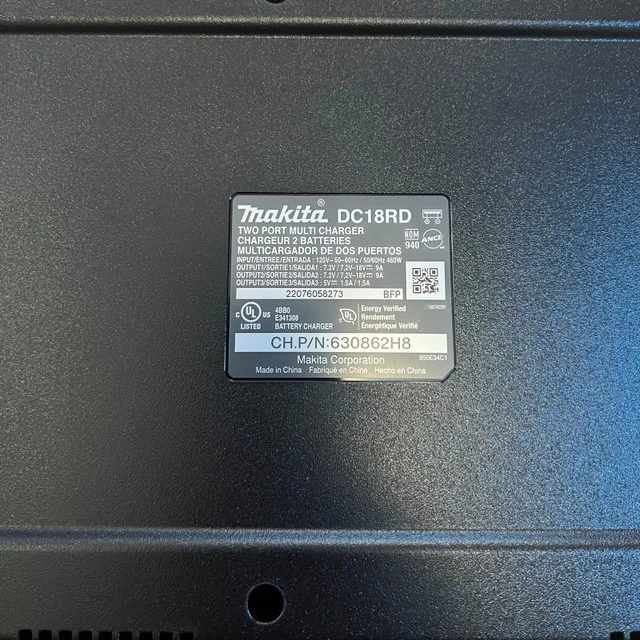 makita® DC18RD
TWO PORT MULTI CHARGER
CHARGEUR 2 BATTERIES
MULTICARGADOR DE DOS PUERTOS
NOM
940
ANCE
INPUT/ENTREE/ENTRADA : 120V~50-60Hz / 50/60Hz 460W
OUTPUT1/SORTIE1/SALIDA1 : 7.2V / 7,2V-18V⎓ 9A
OUTPUT2/SORTIE2/SALIDA2 : 7.2V / 7,2V-18V⎓ 9A
OUTPUT3/SORTIE3/SALIDA3 : 5V⎓ 1.5A / 1,5A
22076058273 BFP
C UL US
LISTED
4BB0
E341308
BATTERY CHARGER
Energy Verified
Rendement
Énergétique Vérifié
CH.P/N:630862H8
Makita Corporation
850E34C1
Made in China Fabriqué en Chine Hecho en China